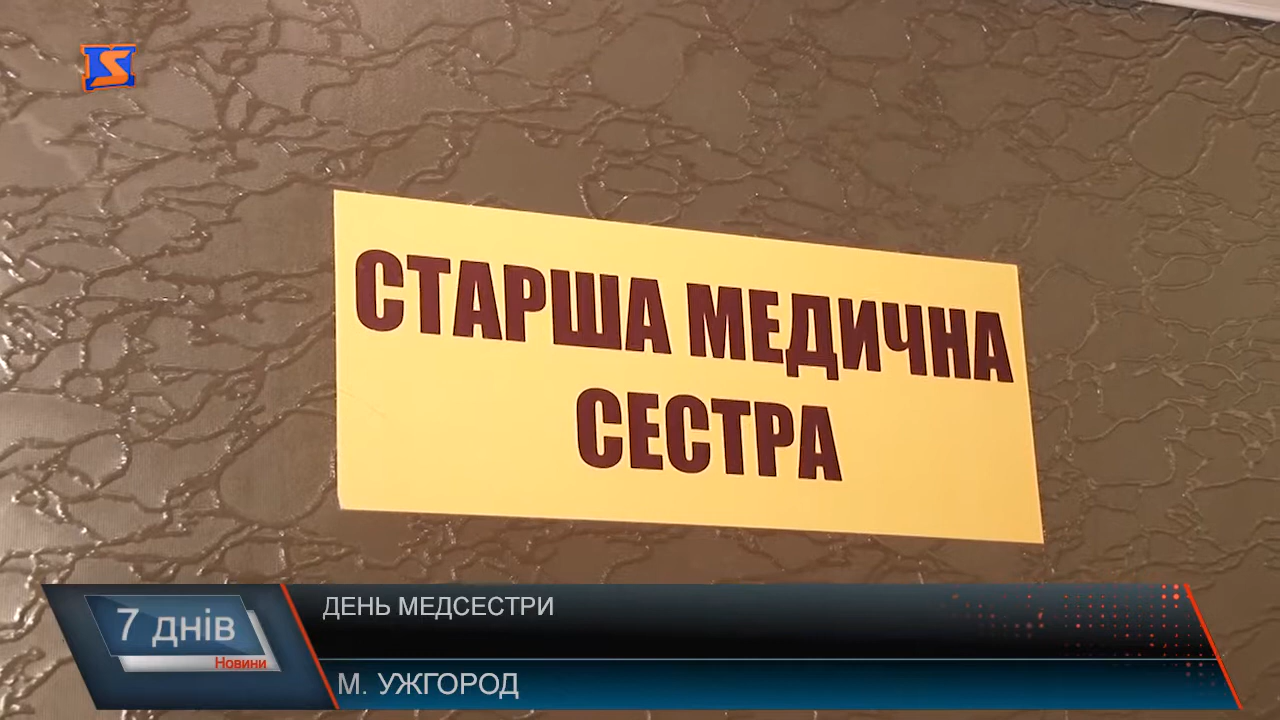 СТАРША МЕДИЧНА
СЕСТРА
ДЕНЬ МЕДСЕСТРИ
7 днів
Новини
М. УЖГОРОД